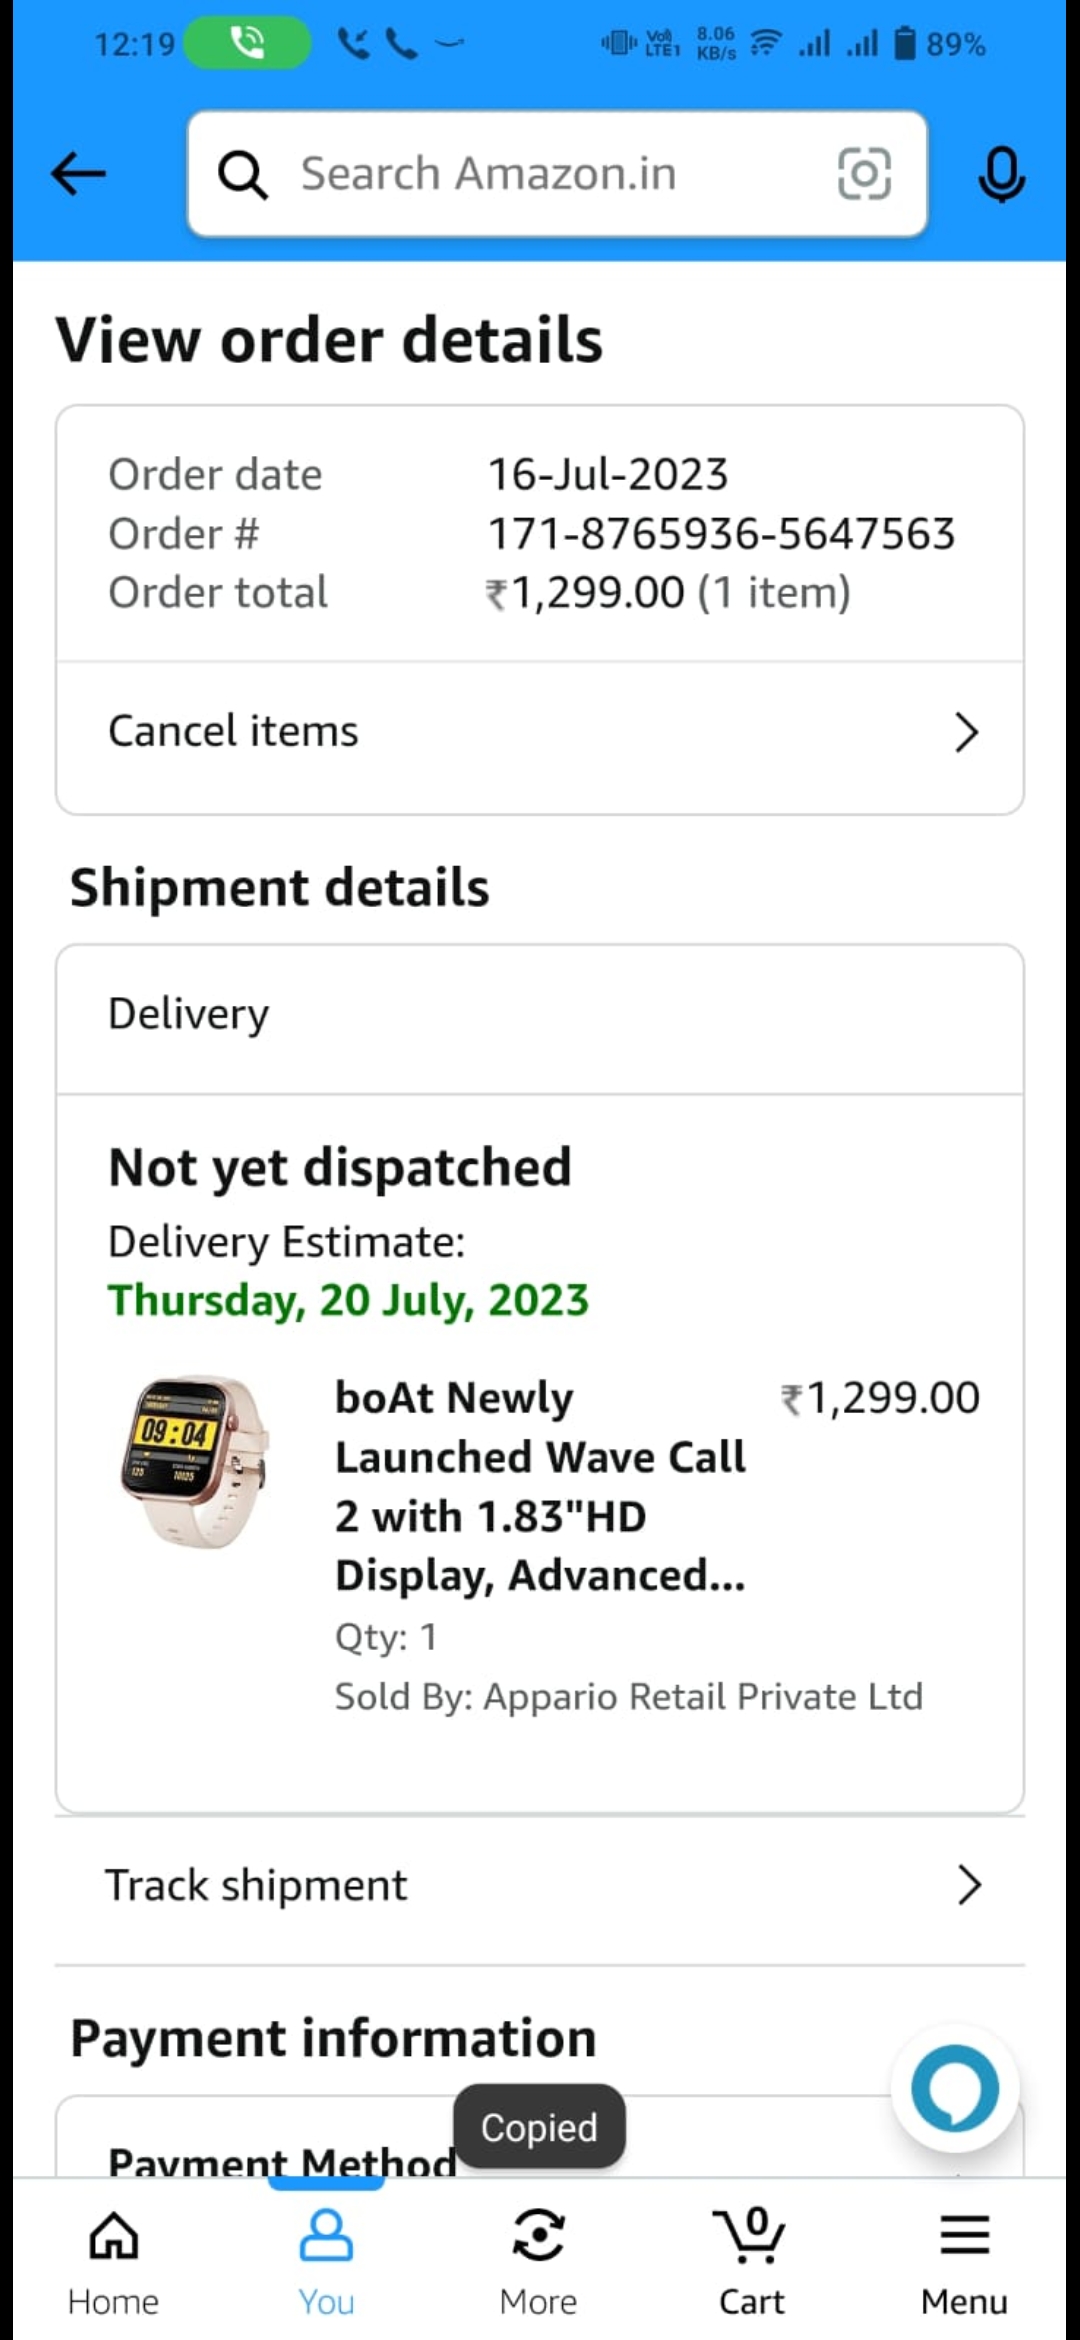 12:19 Vo) LTE1 8.06 KB/s 89%
Search Amazon.in
View order details
Order date 16-Jul-2023
Order # 171-8765936-5647563
Order total ₹1,299.00 (1 item)
Cancel items
Shipment details
Delivery
Not yet dispatched
Delivery Estimate:
Thursday, 20 July, 2023
09:04
boAt Newly ₹1,299.00
Launched Wave Call
2 with 1.83"HD
Display, Advanced...
Qty: 1
Sold By: Appario Retail Private Ltd
Track shipment
Payment information
Copied
Payment Method
0
Home You More Cart Menu